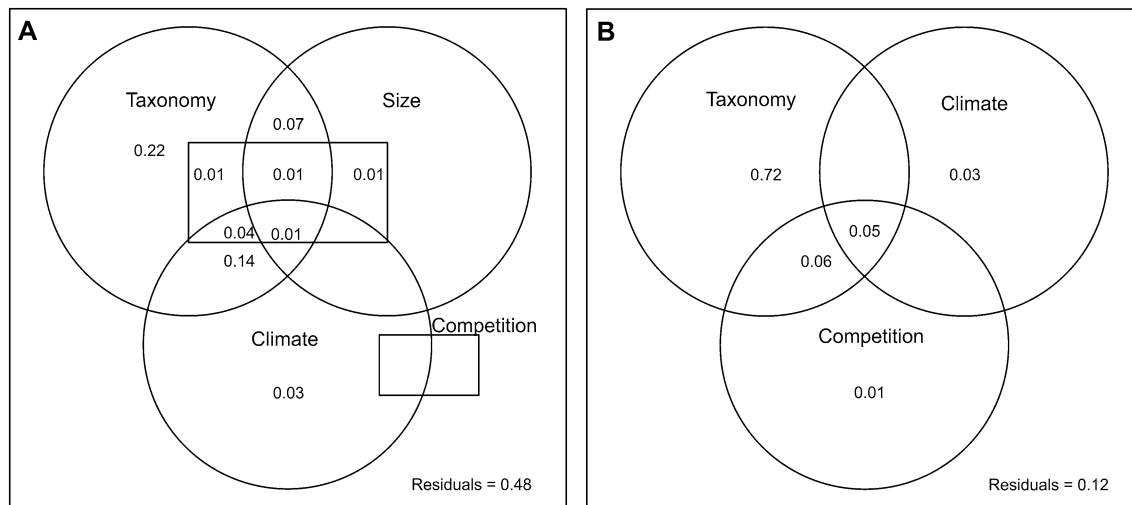 A
Taxonomy
Size
0.07
0.22
0.01
0.01
0.01
0.04
0.01
0.14
Climate
Competition
0.03
Residuals = 0.48
B
Taxonomy
Climate
0.72
0.03
0.05
0.06
Competition
0.01
Residuals = 0.12